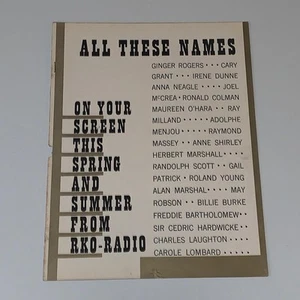 ALL THESE NAMES
GINGER ROGERS · · · CARY
GRANT · · · IRENE DUNNE
ANNA NEAGLE · · · · JOEL
McCREA · RONALD COLMAN
MAUREEN O'HARA · · RAY
MILLAND · · · · ADOLPHE
MENJOU · · · · RAYMOND
MASSEY · · ANNE SHIRLEY
HERBERT MARSHALL · · · ·
RANDOLPH SCOTT · · GAIL
PATRICK · ROLAND YOUNG
ALAN MARSHAL · · · · MAY
ROBSON · · BILLIE BURKE
FREDDIE BARTHOLOMEW · ·
SIR CEDRIC HARDWICKE · ·
CHARLES LAUGHTON · · · ·
CAROLE LOMBARD · · · · ·
ON YOUR
SCREEN
THIS
SPRING
AND
SUMMER
FROM
RKO-RADIO